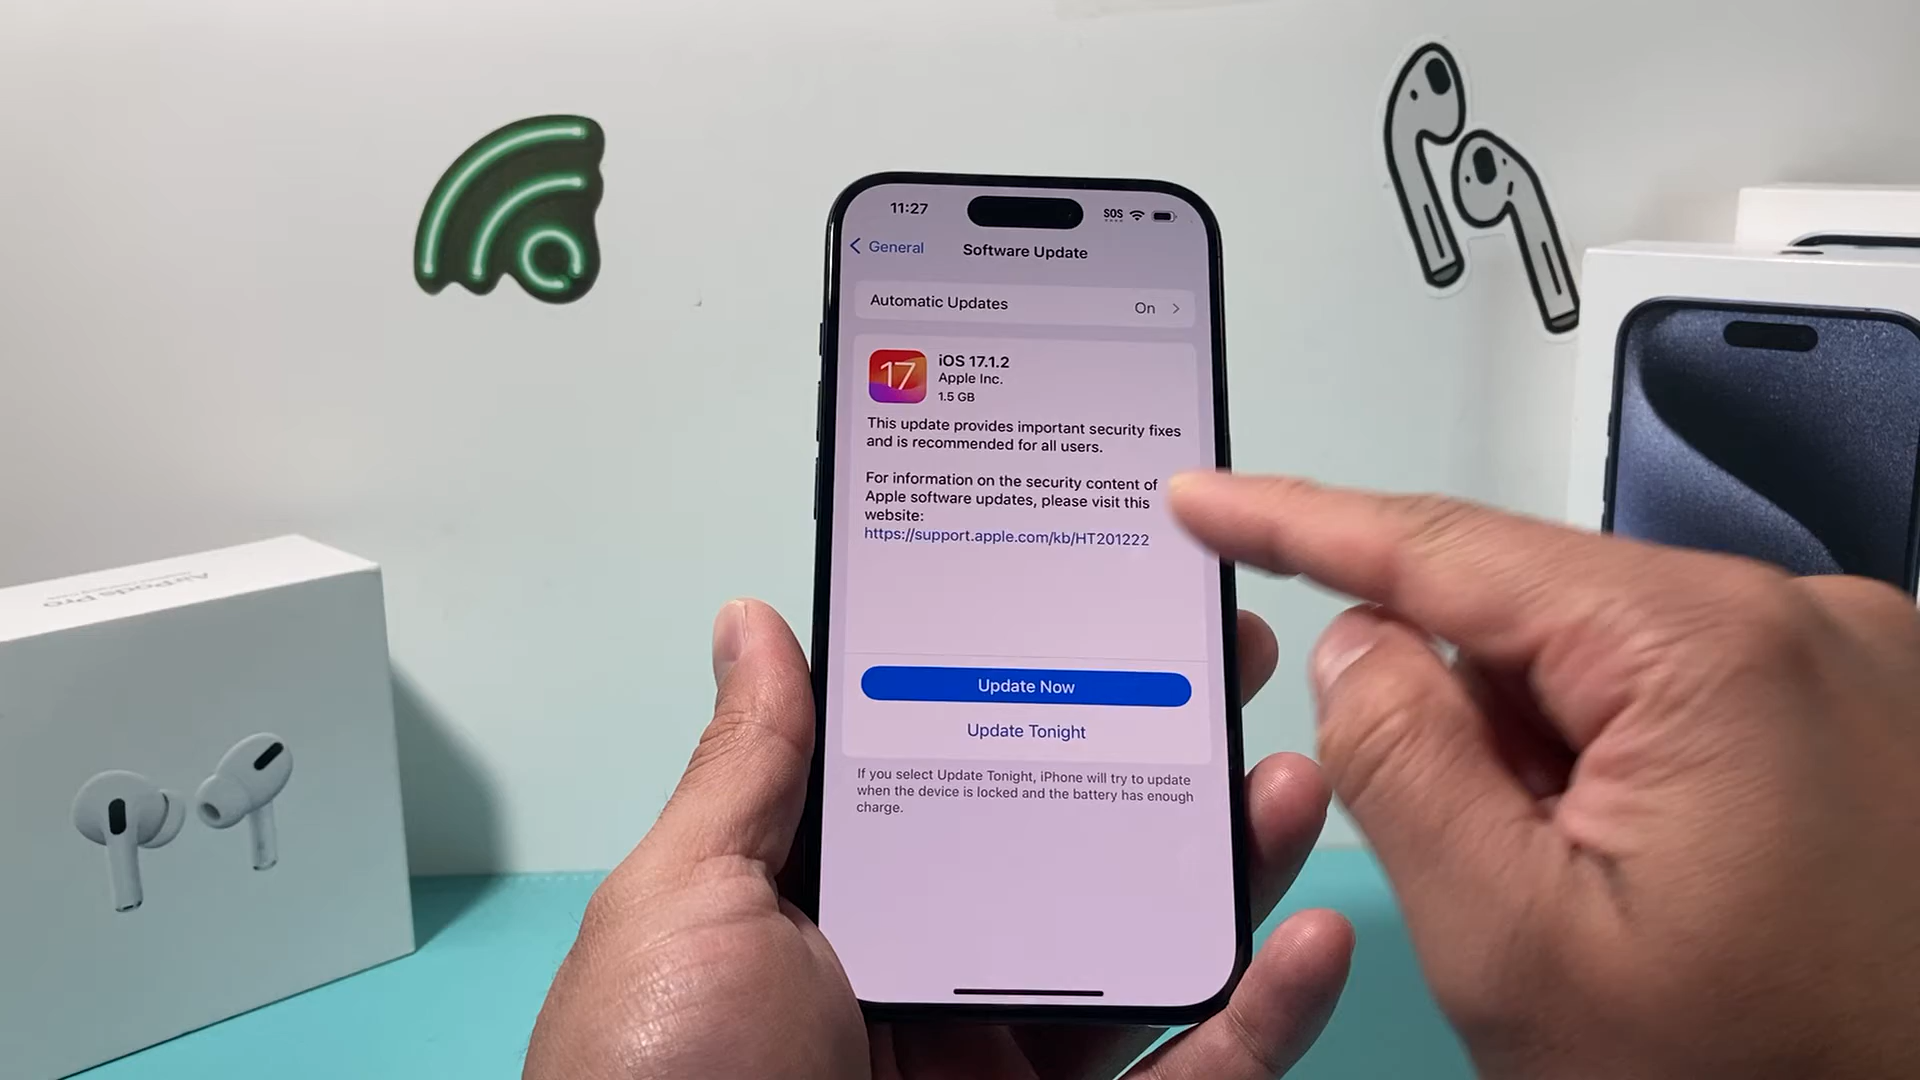 11:27
SOS
General
Software Update
Automatic Updates
On
17
iOS 17.1.2
Apple Inc.
1.5 GB
This update provides important security fixes
and is recommended for all users.
For information on the security content of
Apple software updates, please visit this
website:
https://support.apple.com/kb/HT201222
Update Now
Update Tonight
If you select Update Tonight, iPhone will try to update
when the device is locked and the battery has enough
charge.
AirPods Pro